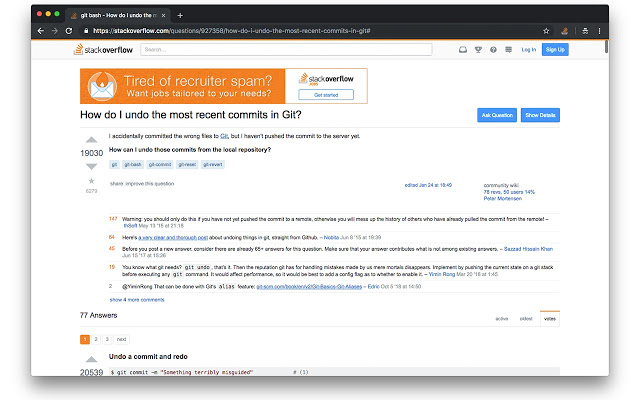 git bash - How do I undo the m
https://stackoverflow.com/questions/927358/how-do-i-undo-the-most-recent-commits-in-git#
stackoverflow
Search...
Log In
Sign Up
Tired of recruiter spam?
Want jobs tailored to your needs?
stackoverflow
JOBS
Get started
How do I undo the most recent commits in Git?
Ask Question
Show Details
I accidentally committed the wrong files to Git, but I haven't pushed the commit to the server yet.
19030
How can I undo those commits from the local repository?
git git-bash git-commit git-reset git-revert
6279
share improve this question
edited Jan 24 at 18:49
community wiki
76 revs, 60 users 14%
Peter Mortensen
147 Warning: you should only do this if you have not yet pushed the commit to a remote, otherwise you will mess up the history of others who have already pulled the commit from the remote! –
thSoft May 13 '15 at 21:18
64 Here's a very clear and thorough post about undoing things in git, straight from Github. – Nobita Jun 8 '15 at 19:39
45 Before you post a new answer, consider there are already 65+ answers for this question. Make sure that your answer contributes what is not among existing answers. – Sazzad Hissain Khan
Jun 15 '17 at 15:26
19 You know what git needs? git undo, that's it. Then the reputation git has for handling mistakes made by us mere mortals disappears. Implement by pushing the current state on a git stack
before executing any git command. It would affect performance, so it would be best to add a config flag as to whether to enable it. – Yimin Rong Mar 20 '18 at 1:45
2 @YiminRong That can be done with Git's alias feature: git-scm.com/book/en/v2/Git-Basics-Git-Aliases – Edric Oct 5 '18 at 14:50
show 4 more comments
77 Answers
active
oldest
votes
1 2 3 next
Undo a commit and redo
20539
$ git commit -m "Something terribly misguided" # (1)